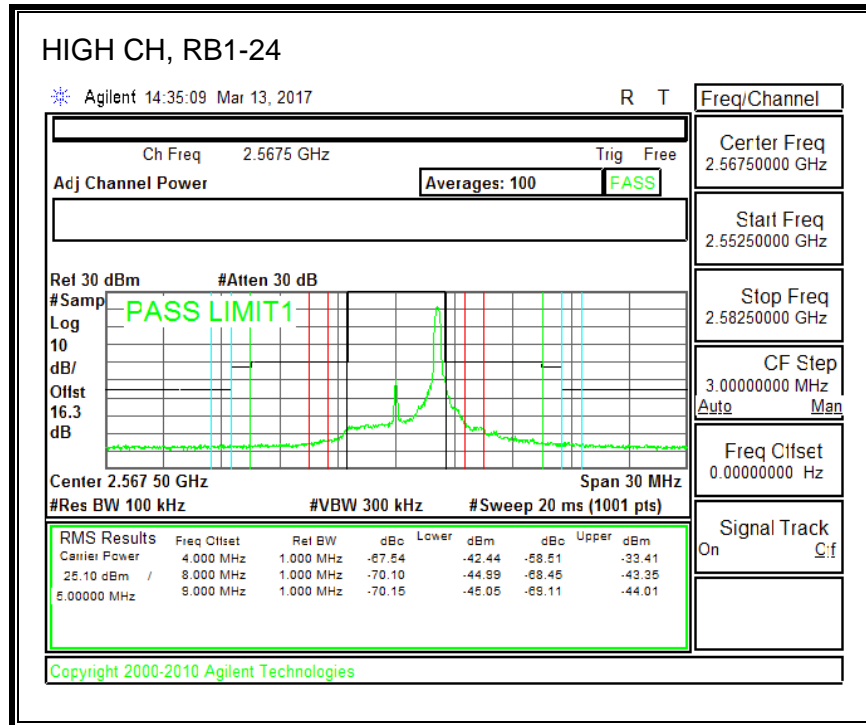 HIGH CH, RB1-24
Agilent 14:35:09 Mar 13, 2017 R T
Freq/Channel
Ch Freq 2.5675 GHz Trig Free
Adj Channel Power Averages: 100 PASS
Center Freq
2.56750000 GHz
Start Freq
2.55250000 GHz
Stop Freq
2.58250000 GHz
CF Step
3.00000000 MHz
Auto Man
Freq Offset
0.00000000 Hz
Signal Track
On Off
Ref 30 dBm #Atten 30 dB
#Samp
Log
10
dB/
Offst
16.3
dB
PASS LIMIT1
Center 2.567 50 GHz Span 30 MHz
#Res BW 100 kHz #VBW 300 kHz #Sweep 20 ms (1001 pts)
RMS Results Freq Offset Ref BW dBc Lower dBm dBc Upper dBm
Carrier Power 4.000 MHz 1.000 MHz -67.54 -42.44 -58.51 -33.41
25.10 dBm / 8.000 MHz 1.000 MHz -70.10 -44.99 -68.45 -43.35
5.00000 MHz 9.000 MHz 1.000 MHz -70.15 -45.05 -69.11 -44.01
Copyright 2000-2010 Agilent Technologies